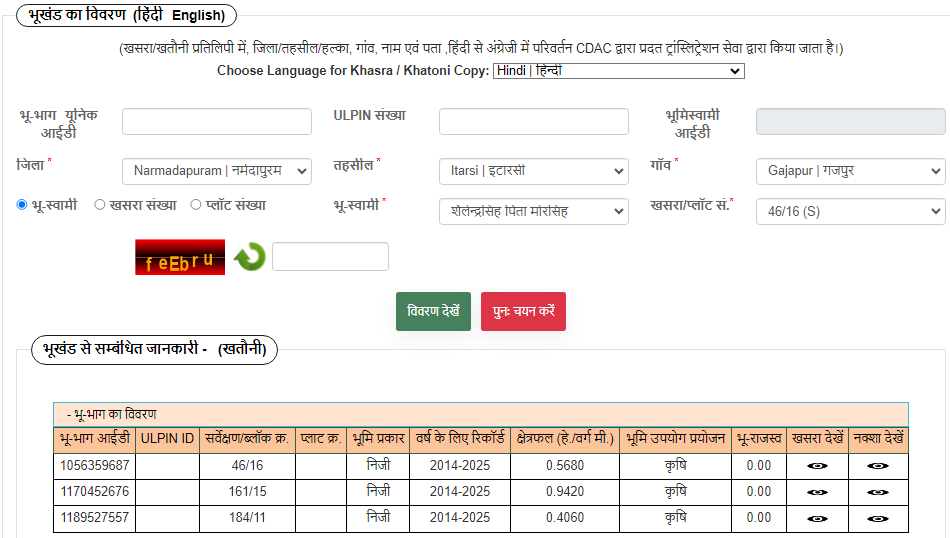 भूखंड का विवरण (हिंदी English)
(खसरा/खतौनी प्रतिलिपी में, जिला/तहसील/हल्का, गांव, नाम एवं पता ,हिंदी से अंग्रेजी में परिवर्तन CDAC द्वारा प्रदत ट्रांस्लिट्रेशन सेवा द्वारा किया जाता है।)
Choose Language for Kharsa / Khatoni Copy: Hindi | हिन्दी
भू-भाग यूनिक आईडी ULPIN संख्या भूमिस्वामी आईडी
जिला * Narmadapuram | नर्मदापुरम तहसील * Itarsi | इटारसी गाँव * Gajapur | गजपुर
भू-स्वामी खसरा संख्या प्लॉट संख्या भू-स्वामी * शैलेन्द्रसिंह पिता मोरसिंह खसरा/प्लॉट सं.* 46/16 (S)
feEbru
विवरण देखें पुनः चयन करें
भूखंड से सम्बंधित जानकारी - (खतौनी)
- भू-भाग का विवरण
भू-भाग आईडी ULPIN ID सर्वेक्षण/ब्लॉक क्र. प्लाट क्र. भूमि प्रकार वर्ष के लिए रिकॉर्ड क्षेत्रफल (हे./वर्ग मी.) भूमि उपयोग प्रयोजन भू-राजस्व खसरा देखें नक्शा देखें
1056359687 46/16 निजी 2014-2025 0.5680 कृषि 0.00
1170452676 161/15 निजी 2014-2025 0.9420 कृषि 0.00
1189527557 184/11 निजी 2014-2025 0.4060 कृषि 0.00